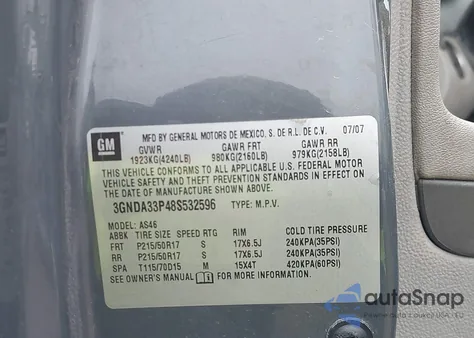 GM
MFD BY GENERAL MOTORS DE MEXICO, S. DE R.L. DE C.V. 07/07
GVWR GAWR FRT GAWR RR
1923KG(4240LB) 980KG(2160LB) 979KG(2158LB)
THIS VEHICLE CONFORMS TO ALL APPLICABLE U.S. FEDERAL MOTOR
VEHICLE SAFETY AND THEFT PREVENTION STANDARDS IN EFFECT ON
THE DATE OF MANUFACTURE SHOWN ABOVE.
3GNDA33P48S532596 TYPE: M.P.V.
MODEL: AS46
ABBK TIRE SIZE SPEED RTG RIM COLD TIRE PRESSURE
FRT P215/50R17 S 17X6.5J 240KPA(35PSI)
RR P215/50R17 S 17X6.5J 240KPA(35PSI)
SPA T115/70D15 M 15X4T 420KPA(60PSI)
SEE OWNER'S MANUAL FOR MORE INFORMATION.
autaSnap